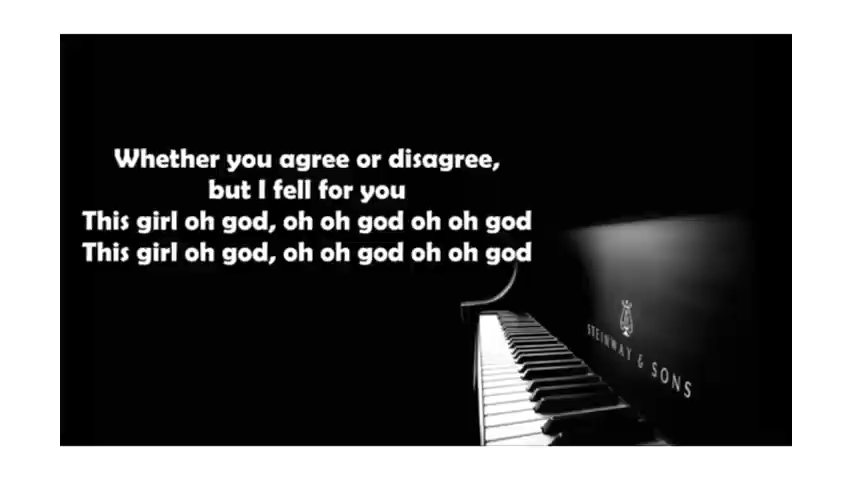 Whether you agree or disagree,
but I fell for you
This girl oh god, oh oh god oh oh god
This girl oh god, oh oh god oh oh god
STEINWAY & SONS